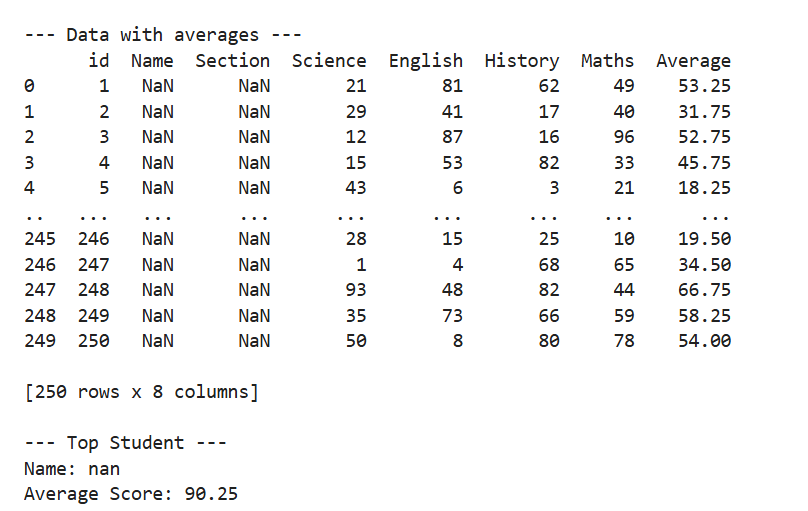 --- Data with averages ---
id Name Section Science English History Maths Average
0 1 NaN NaN 21 81 62 49 53.25
1 2 NaN NaN 29 41 17 40 31.75
2 3 NaN NaN 12 87 16 96 52.75
3 4 NaN NaN 15 53 82 33 45.75
4 5 NaN NaN 43 6 3 21 18.25
.. ... ... ... ... ... ... ... ...
245 246 NaN NaN 28 15 25 10 19.50
246 247 NaN NaN 1 4 68 65 34.50
247 248 NaN NaN 93 48 82 44 66.75
248 249 NaN NaN 35 73 66 59 58.25
249 250 NaN NaN 50 8 80 78 54.00
[250 rows x 8 columns]
--- Top Student ---
Name: nan
Average Score: 90.25